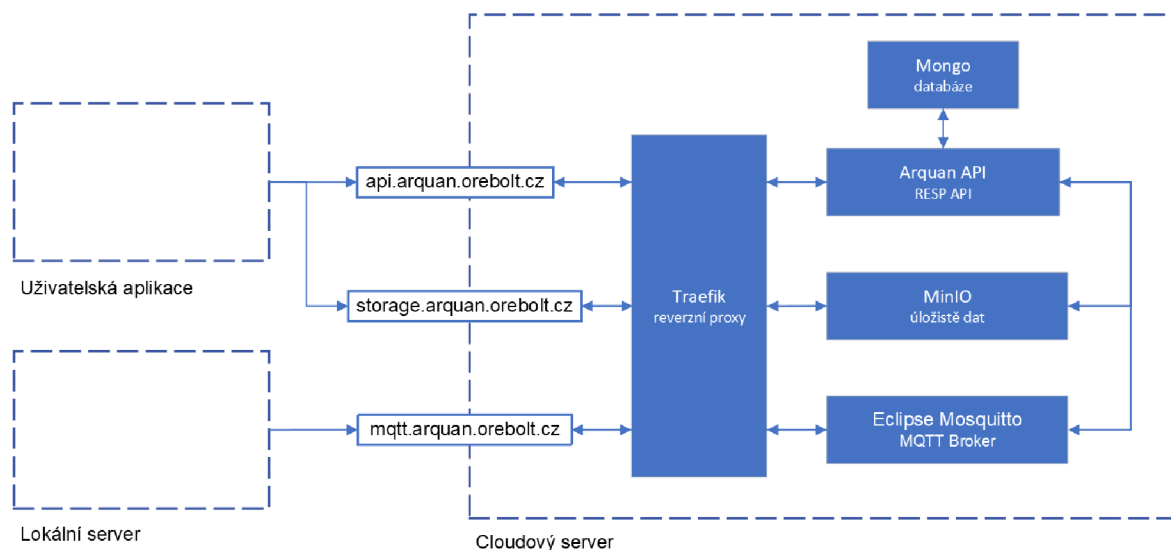 Mongo
databáze
api.arquan.orebolt.cz
Arquan API
RESP API
Uživatelská aplikace
storage.arquan.orebolt.cz
Traefik
reverzní proxy
MinIO
úložistě dat
mqtt.arquan.orebolt.cz
Eclipse Mosquitto
MQTT Broker
Lokální server
Cloudový server